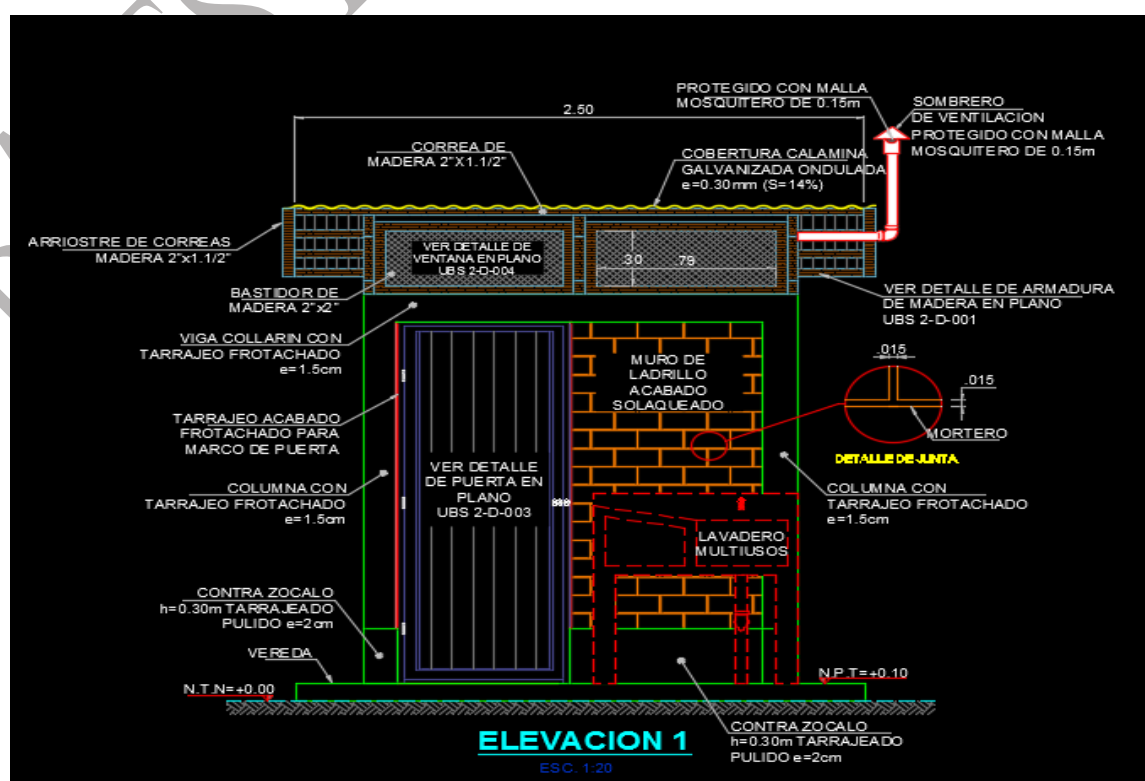 PROTEGIDO CON MALLA
MOSQUITERO DE 0.15m
SOMBRERO
DE VENTILACION
PROTEGIDO CON MALLA
MOSQUITERO DE 0.15m
2.50
CORREA DE
MADERA 2"X1.1/2"
COBERTURA CALAMINA
GALVANIZADA ONDULADA
e=0.30mm (S=14%)
ARRIOSTRE DE CORREAS
MADERA 2"x1.1/2"
VER DETALLE DE
VENTANA EN PLANO
UBS 2-D-004
.30 .79
BASTIDOR DE
MADERA 2"x2"
VER DETALLE DE ARMADURA
DE MADERA EN PLANO
UBS 2-D-001
VIGA COLLARIN CON
TARRAJEO FROTACHADO
e=1.5cm
MURO DE
LADRILLO
ACABADO
SOLAQUEADO
.015
.015
MORTERO
DETALLE DE JUNTA
TARRAJEO ACABADO
FROTACHADO PARA
MARCO DE PUERTA
VER DETALLE
DE PUERTA EN
PLANO
UBS 2-D-003
COLUMNA CON
TARRAJEO FROTACHADO
e=1.5cm
COLUMNA CON
TARRAJEO FROTACHADO
e=1.5cm
LAVADERO
MULTIUSOS
CONTRA ZOCALO
h=0.30m TARRAJEADO
PULIDO e=2cm
VEREDA
N.T.N=+0.00
N.P.T=+0.10
CONTRA ZOCALO
h=0.30m TARRAJEADO
PULIDO e=2cm
ELEVACION 1
ESC. 1:20